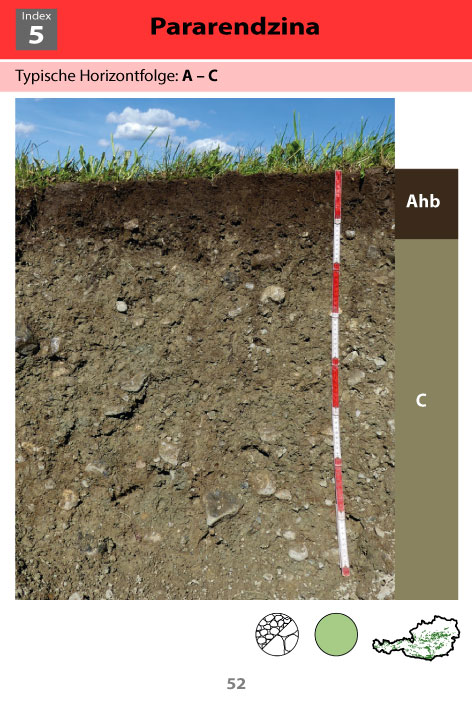 Index
5
Pararendzina
Typische Horizontfolge: A – C
Ahb
C
52